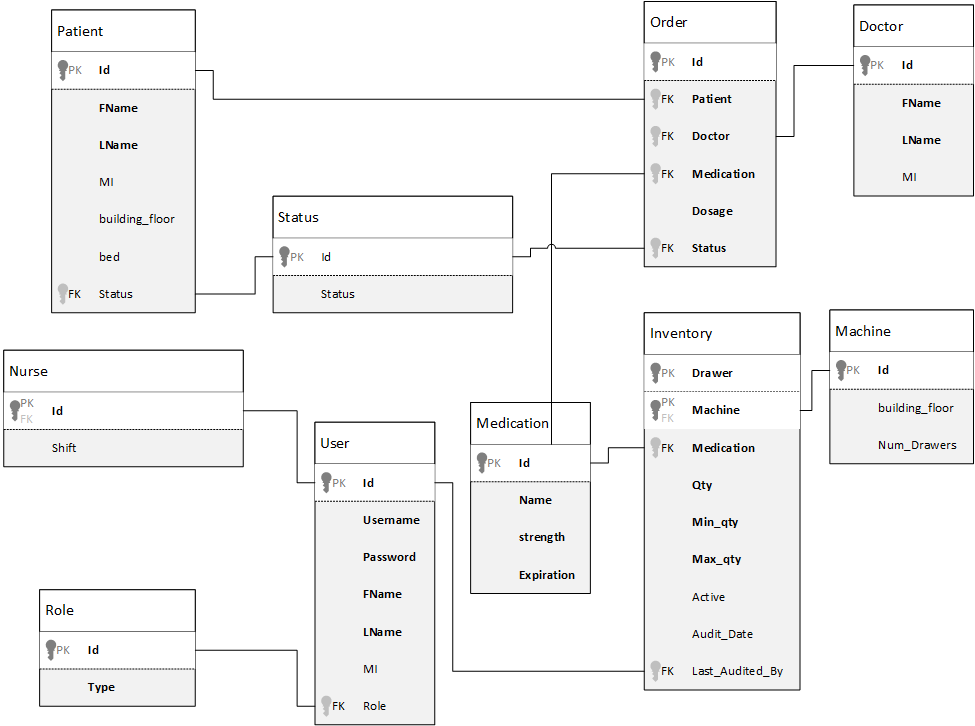 Patient
PK Id
FName
LName
MI
building_floor
bed
FK Status
Order
PK Id
FK Patient
FK Doctor
FK Medication
Dosage
FK Status
Doctor
PK Id
FName
LName
MI
Status
PK Id
Status
Nurse
PK
FK
Id
Shift
User
PK Id
Username
Password
FName
LName
MI
FK Role
Role
PK Id
Type
Medication
PK Id
Name
strength
Expiration
Inventory
PK Drawer
PK
FK
Machine
FK Medication
Qty
Min_qty
Max_qty
Active
Audit_Date
FK Last_Audited_By
Machine
PK Id
building_floor
Num_Drawers